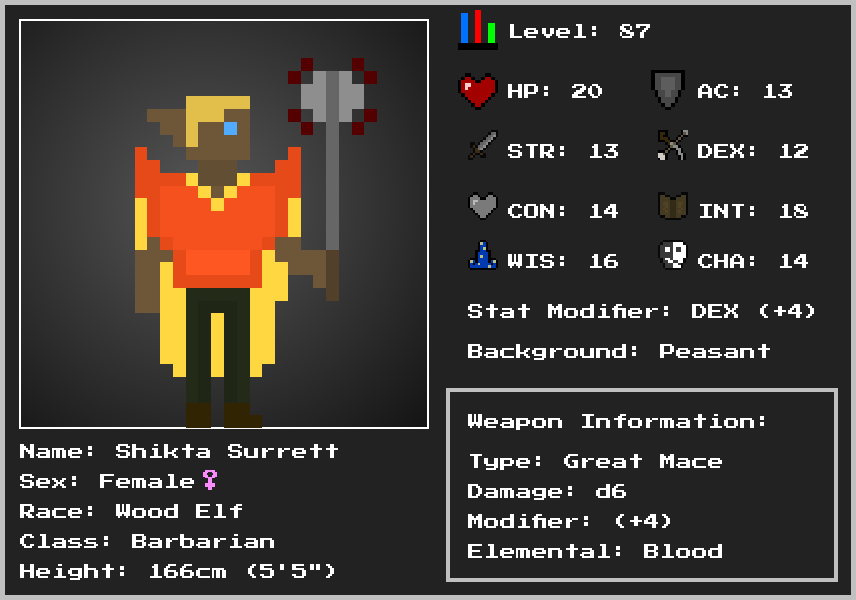 Level: 87
HP: 20
AC: 13
STR: 13
DEX: 12
CON: 14
INT: 18
WIS: 16
CHA: 14
Stat Modifier: DEX (+4)
Background: Peasant
Weapon Information:
Type: Great Mace
Damage: d6
Modifier: (+4)
Elemental: Blood
Name: Shikta Surrett
Sex: Female♀
Race: Wood Elf
Class: Barbarian
Height: 166cm (5'5")